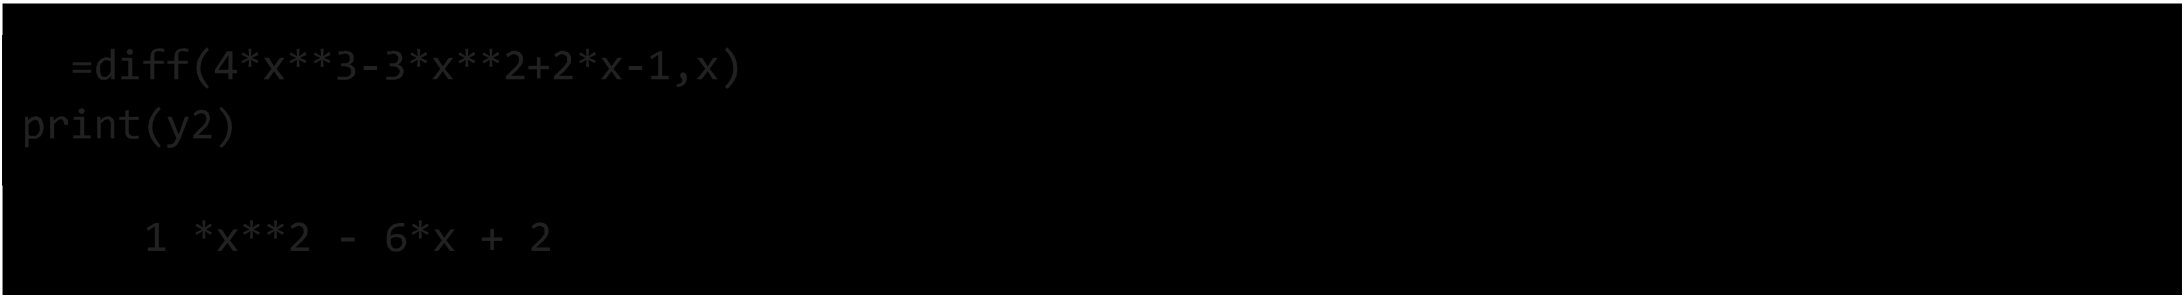 =diff(4*x**3-3*x**2+2*x-1,x)
print(y2)
1 *x**2 - 6*x + 2